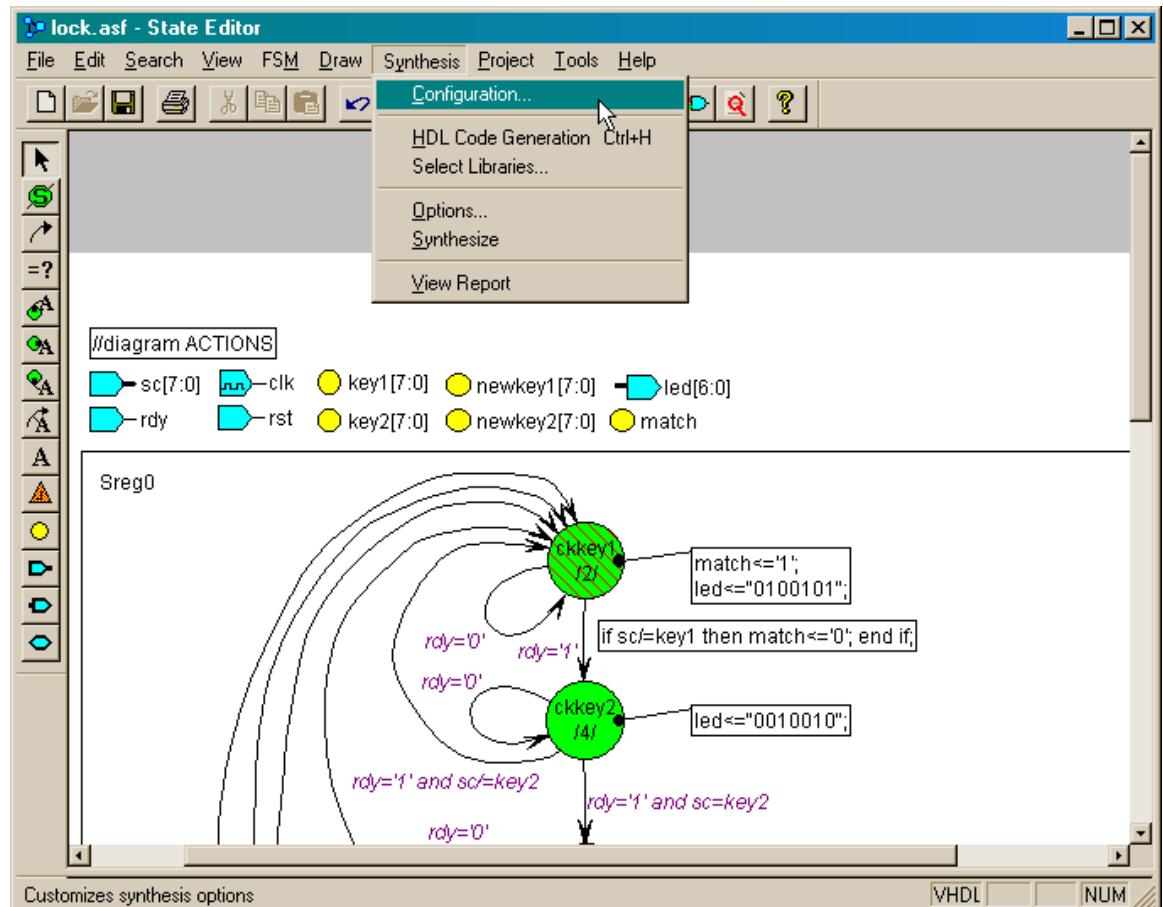 lock.asf - State Editor
File Edit Search View FSM Draw Synthesis Project Tools Help
Configuration...
HDL Code Generation Ctrl+H
Select Libraries...
Options...
Synthesize
View Report
S
=?
A
A
A
A
A
?
//diagram ACTIONS
sc[7:0] clk key1[7:0] newkey1[7:0] led[6:0]
rdy rst key2[7:0] newkey2[7:0] match
Sreg0
ckkey1
/2/
match<='1';
led<="0100101";
rdy='0'
rdy='1'
if sc/=key1 then match<='0'; end if;
rdy='0'
ckkey2
/4/
led<="0010010";
rdy='1' and sc/=key2
rdy='1' and sc=key2
rdy='0'
Customizes synthesis options
VHDL NUM